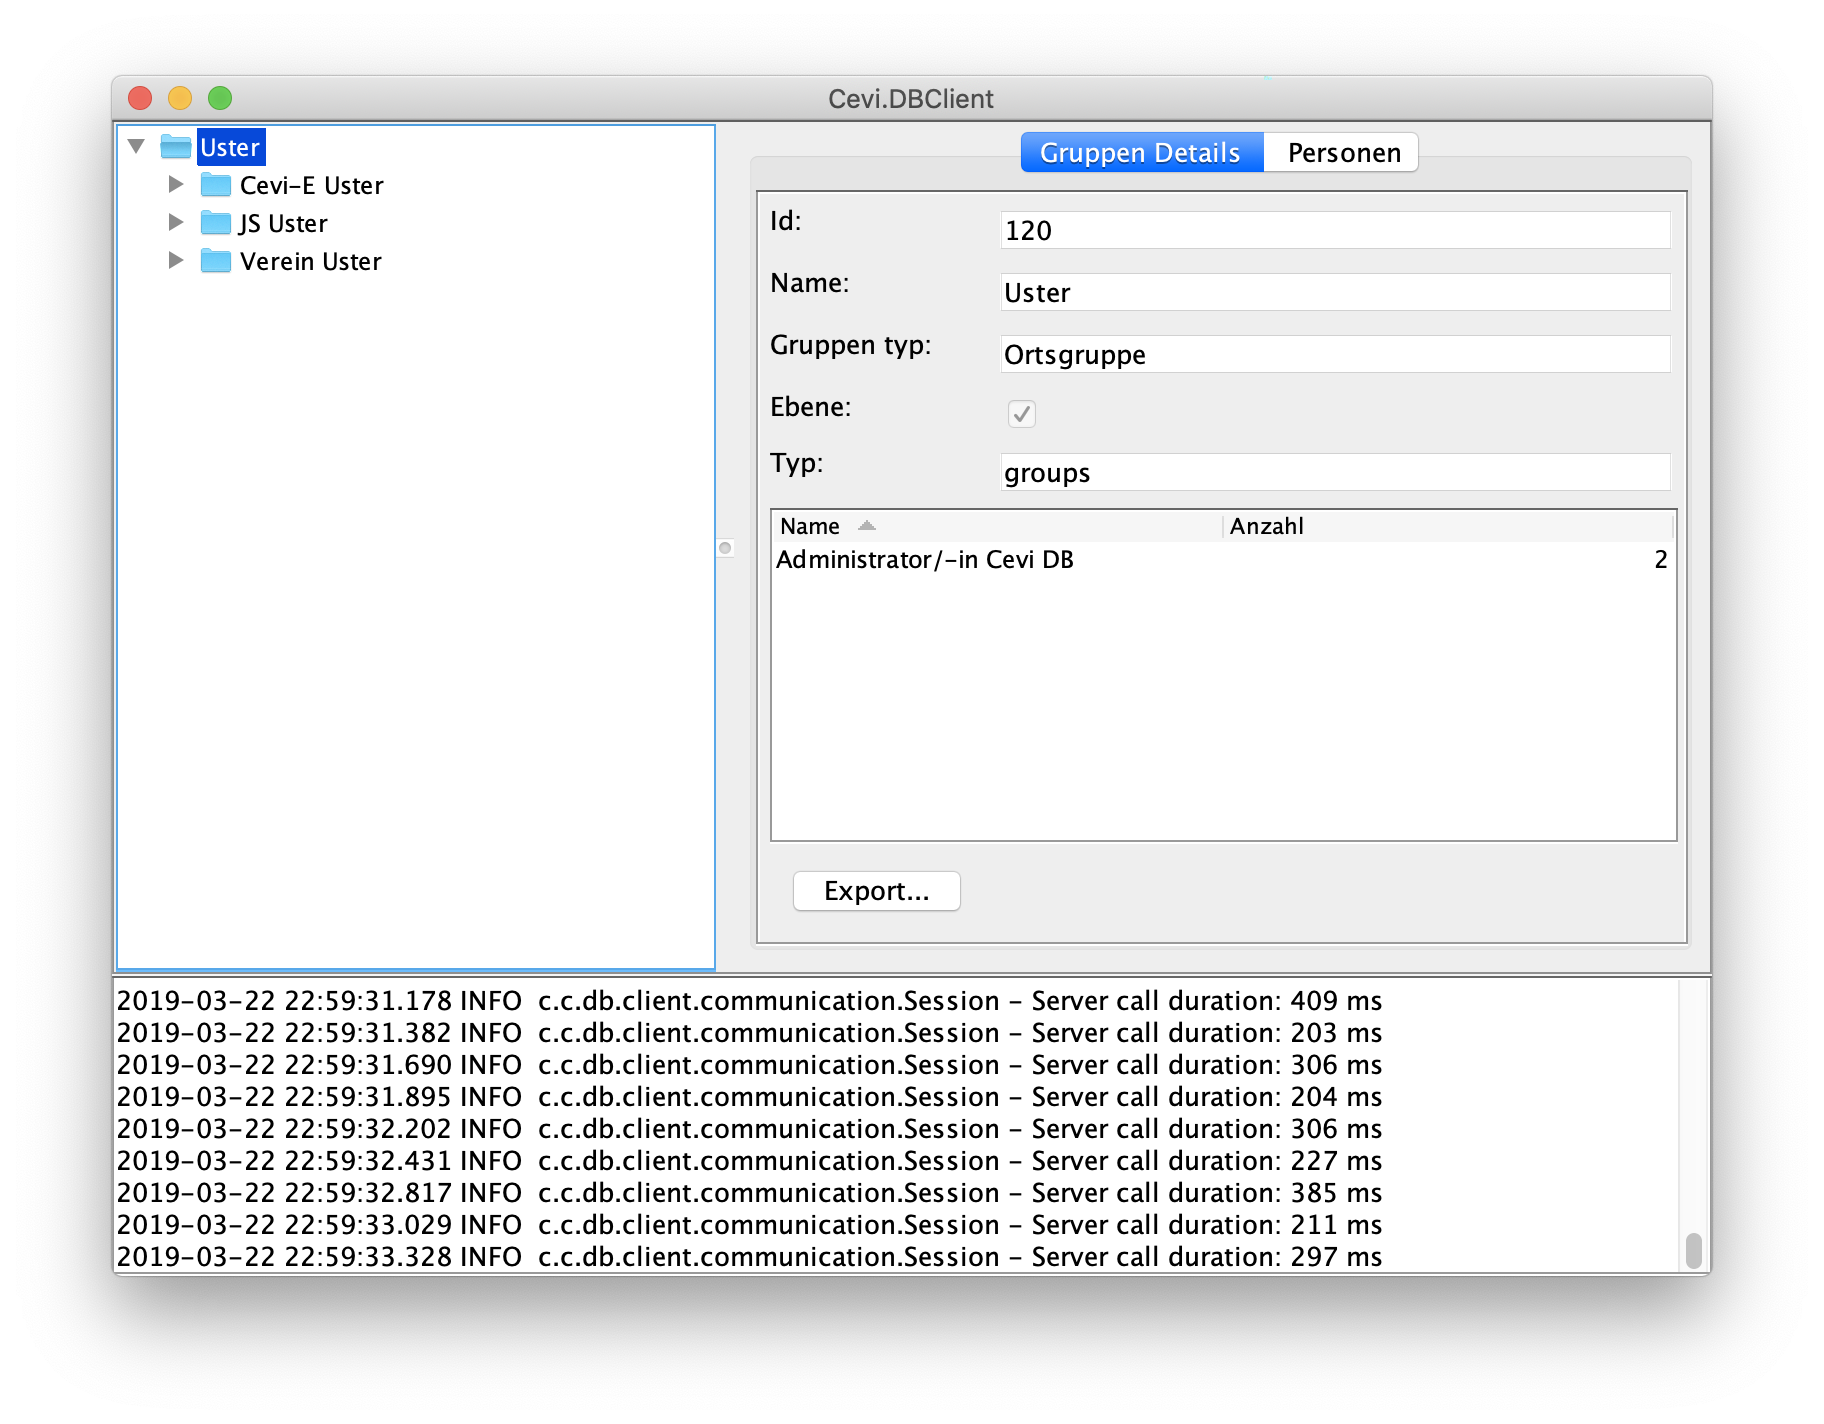 Cevi.DBClient
Uster
Cevi-E Uster
JS Uster
Verein Uster
Gruppen Details
Personen
Id:
120
Name:
Uster
Gruppen typ:
Ortsgruppe
Ebene:
Typ:
groups
Name
Anzahl
Administrator/-in Cevi DB
2
Export...
2019-03-22 22:59:31.178 INFO  c.c.db.client.communication.Session - Server call duration: 409 ms
2019-03-22 22:59:31.382 INFO  c.c.db.client.communication.Session - Server call duration: 203 ms
2019-03-22 22:59:31.690 INFO  c.c.db.client.communication.Session - Server call duration: 306 ms
2019-03-22 22:59:31.895 INFO  c.c.db.client.communication.Session - Server call duration: 204 ms
2019-03-22 22:59:32.202 INFO  c.c.db.client.communication.Session - Server call duration: 306 ms
2019-03-22 22:59:32.431 INFO  c.c.db.client.communication.Session - Server call duration: 227 ms
2019-03-22 22:59:32.817 INFO  c.c.db.client.communication.Session - Server call duration: 385 ms
2019-03-22 22:59:33.029 INFO  c.c.db.client.communication.Session - Server call duration: 211 ms
2019-03-22 22:59:33.328 INFO  c.c.db.client.communication.Session - Server call duration: 297 ms